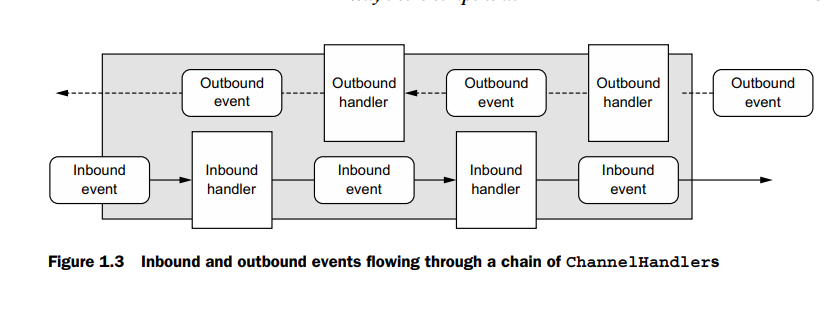 Outbound
event
Outbound
handler
Outbound
event
Outbound
handler
Outbound
event
Inbound
event
Inbound
handler
Inbound
event
Inbound
handler
Inbound
event
Figure 1.3 Inbound and outbound events flowing through a chain of ChannelHandlers